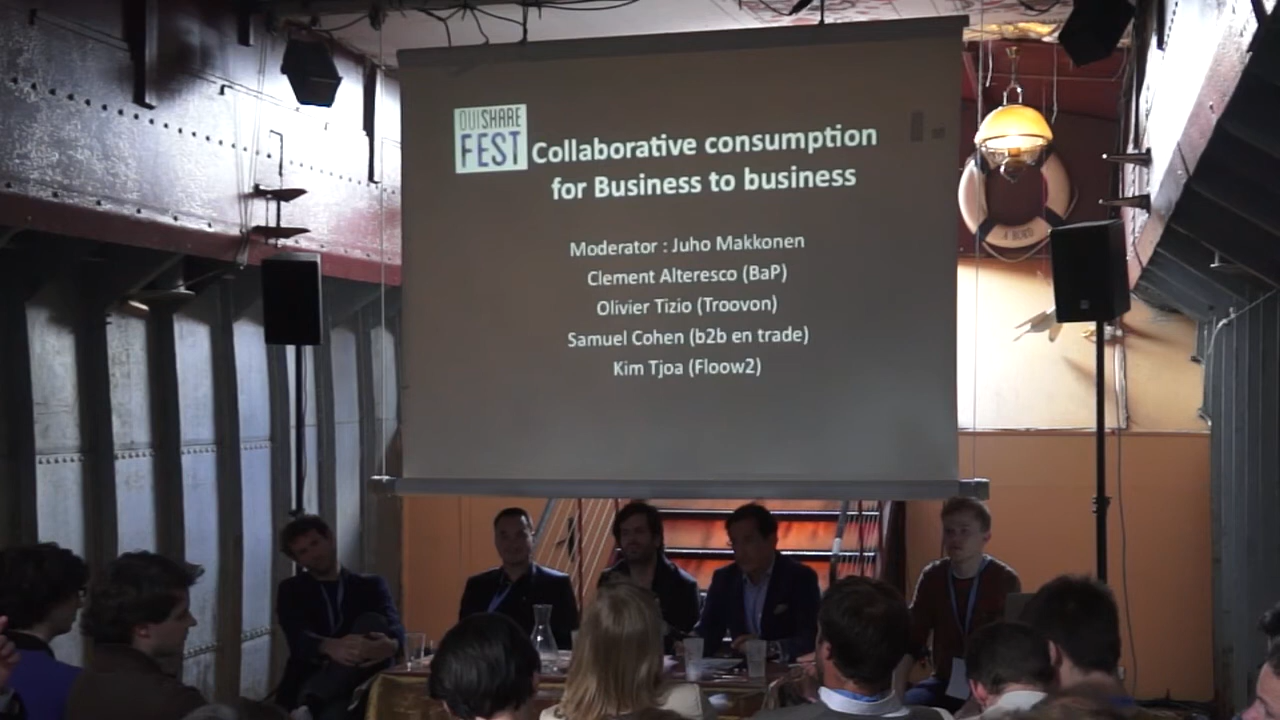 OUISHARE
FEST
Collaborative consumption
for Business to business
Moderator : Juho Makkonen
Clement Alteresco (BaP)
Olivier Tizio (Troovon)
Samuel Cohen (b2b en trade)
Kim Tjoa (Floow2)
A BORD